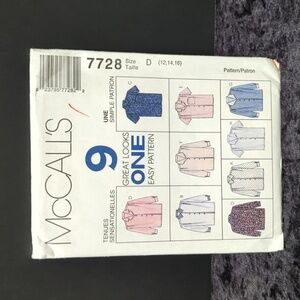 7728 Size D (12,14,16) Pattern/Patron
Taille
McCALL'S
9
GREAT LOOKS
ONE
EASY PATTERN
UNE
SIMPLE PATRON
TENUES
SENSATIONELLES